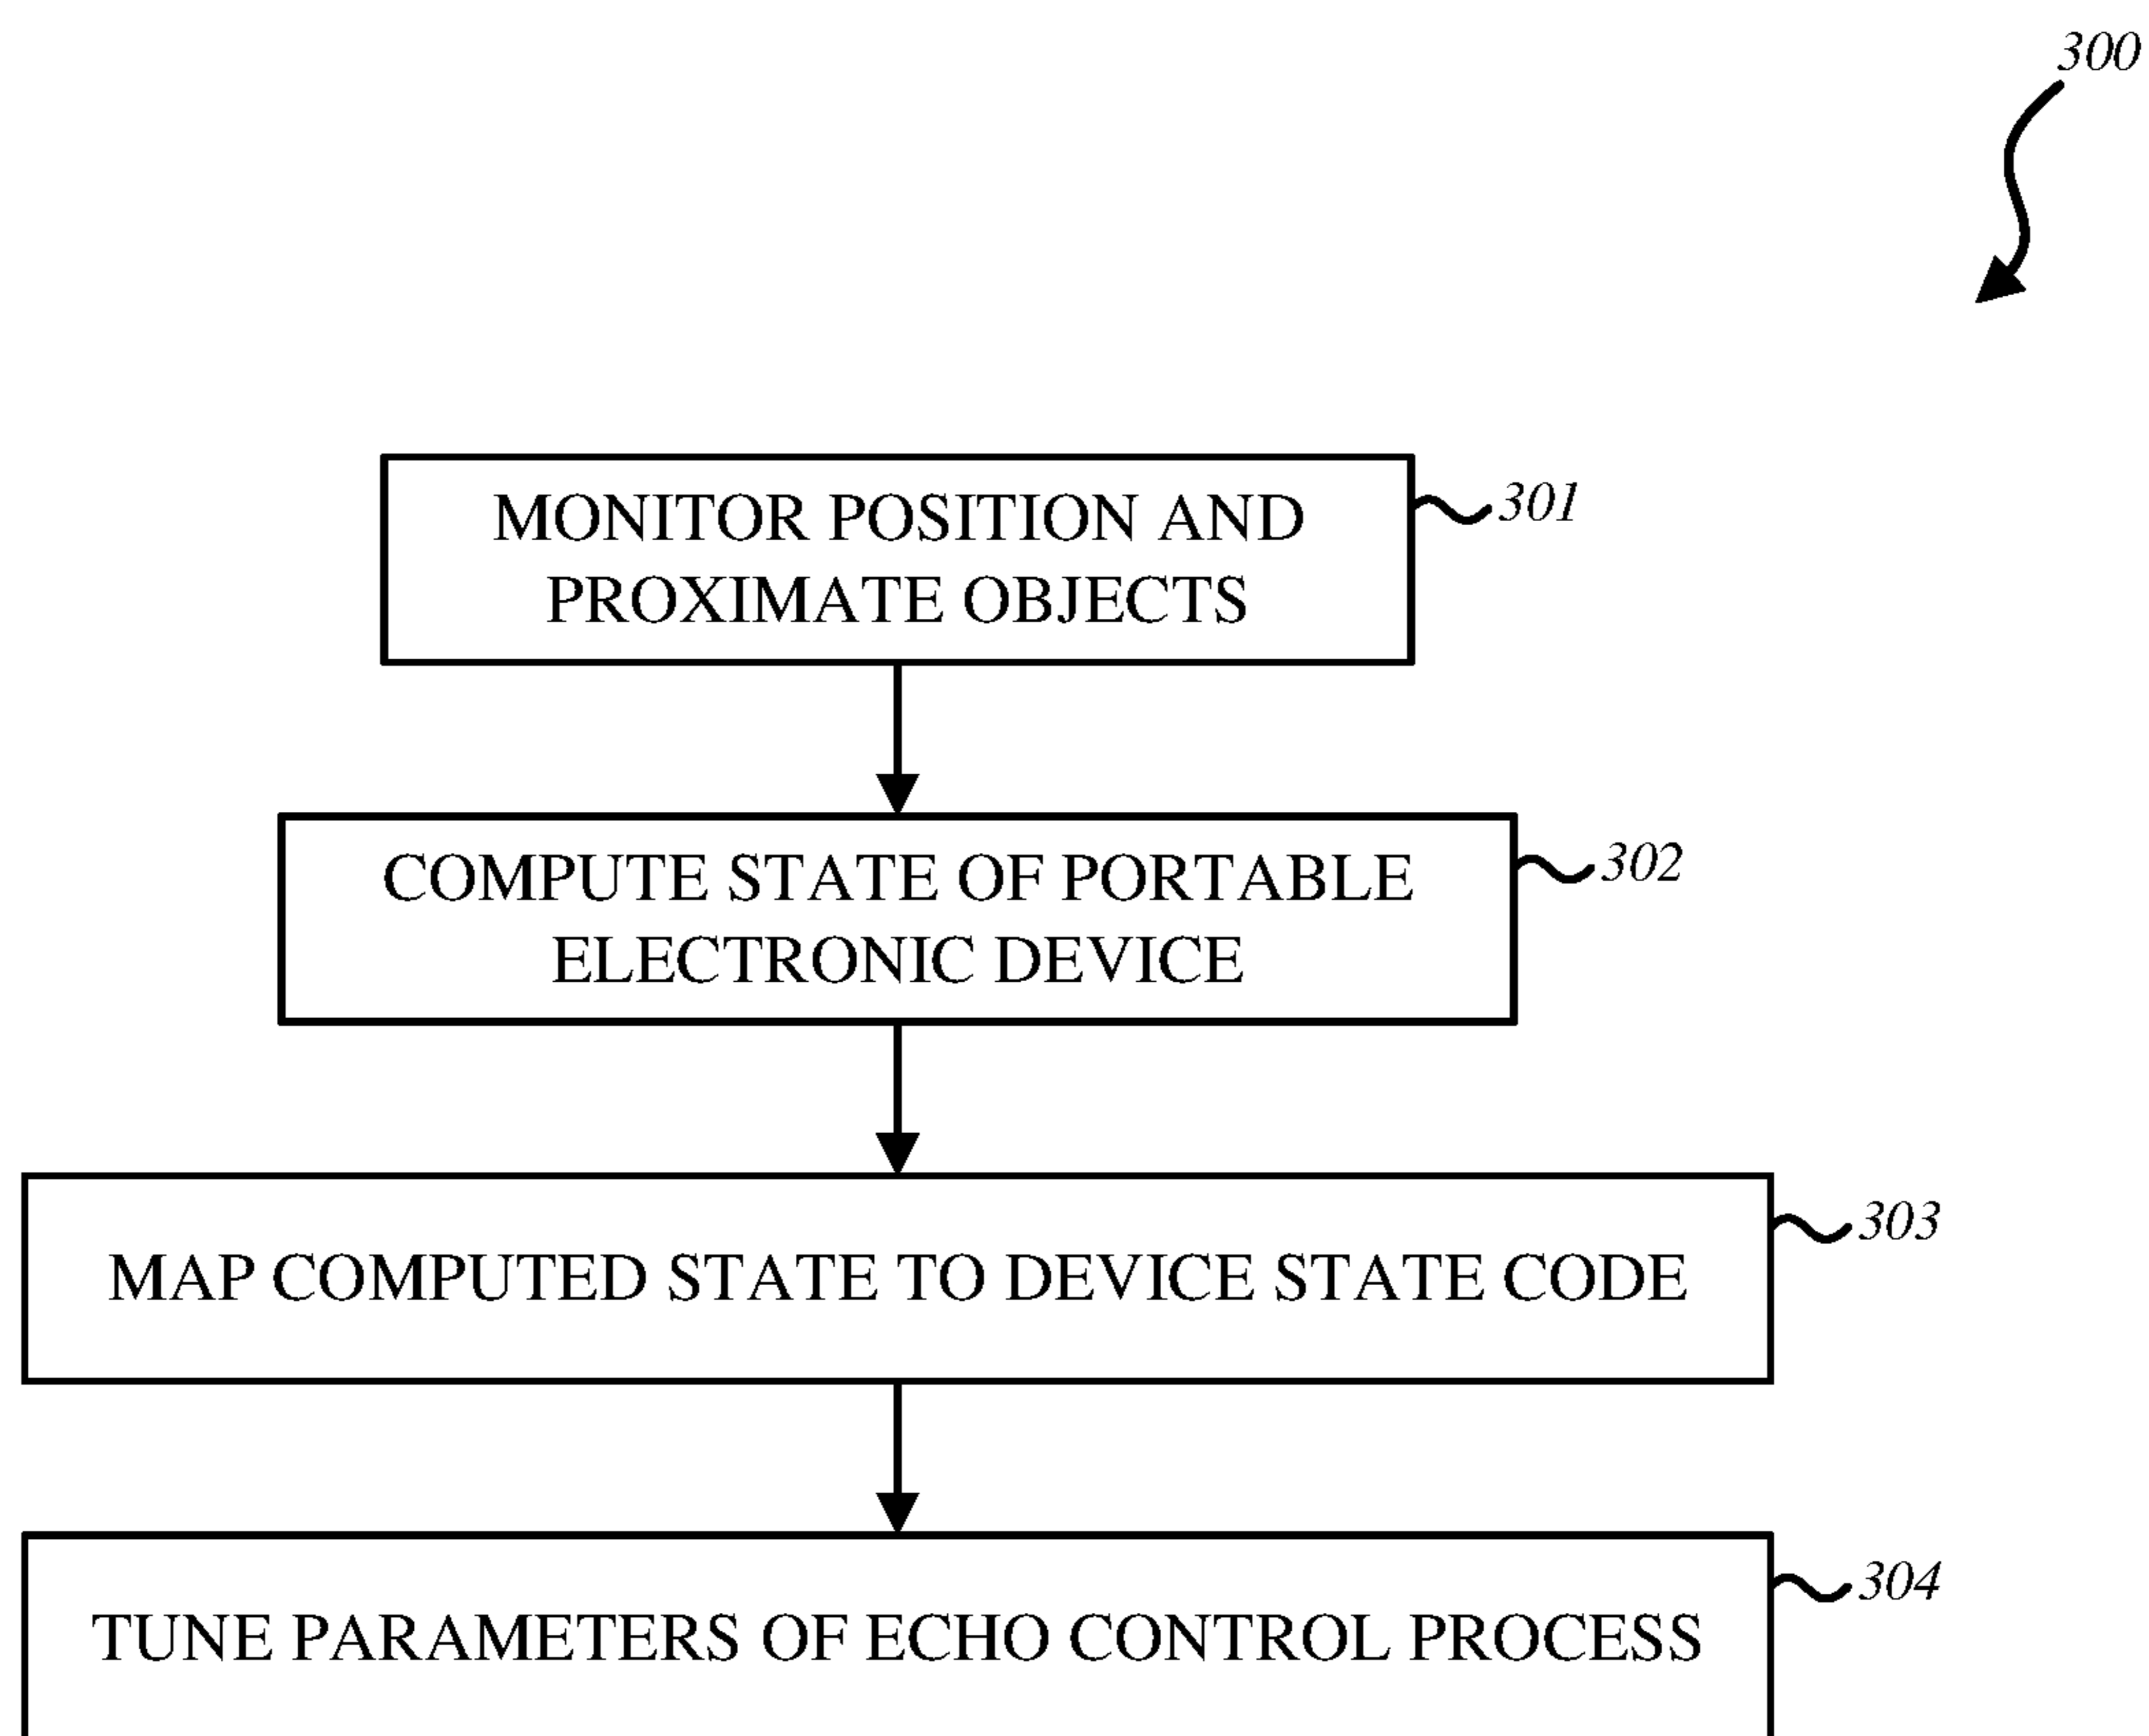 300
MONITOR POSITION AND
PROXIMATE OBJECTS
301
COMPUTE STATE OF PORTABLE
ELECTRONIC DEVICE
302
MAP COMPUTED STATE TO DEVICE STATE CODE
303
TUNE PARAMETERS OF ECHO CONTROL PROCESS
304